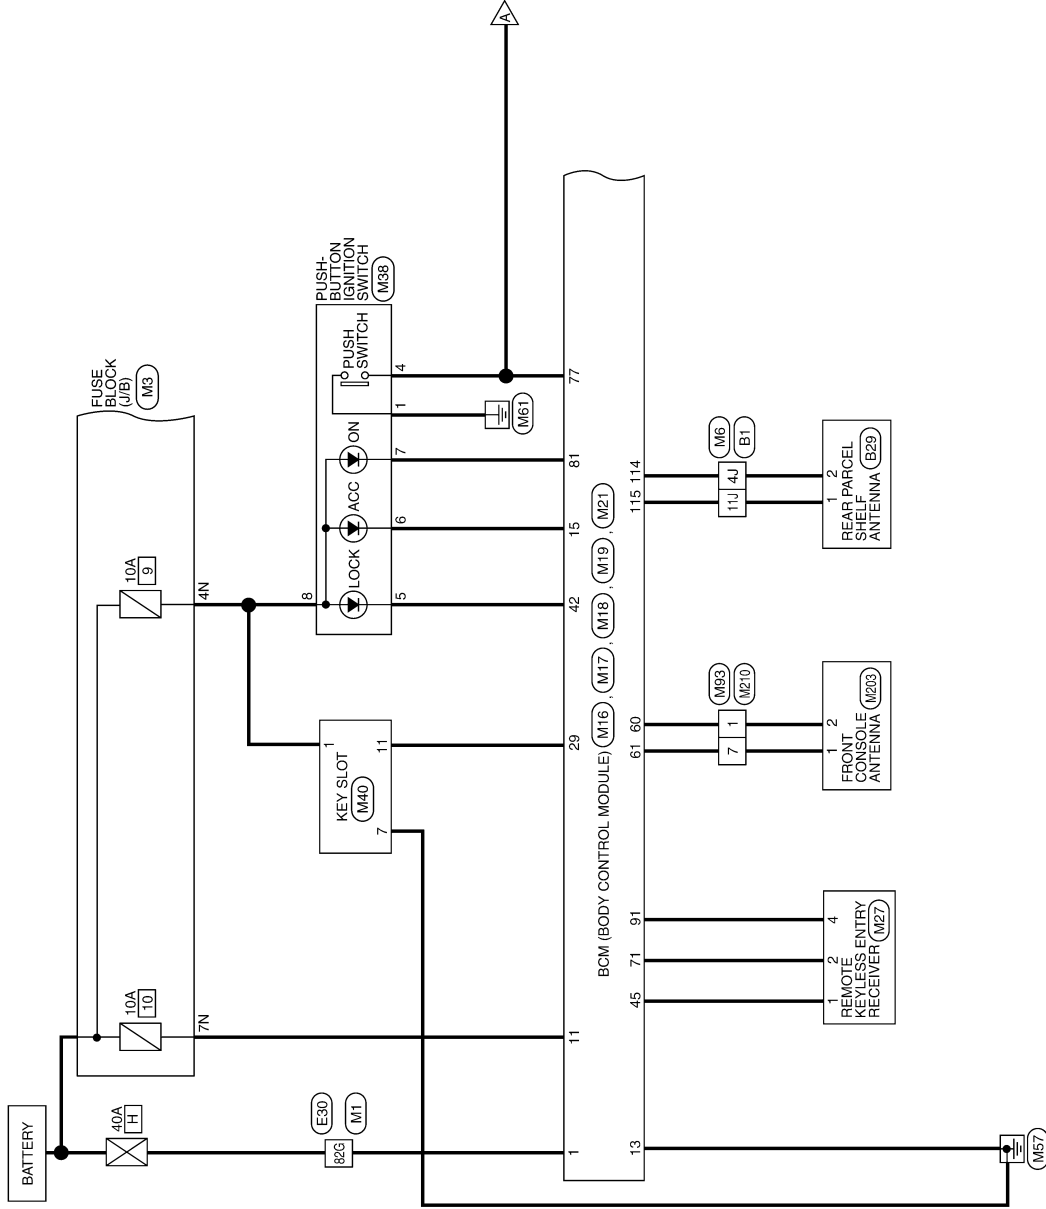 BATTERY
40A
H
E30
M1
82G
1
FUSE
BLOCK
(J/B)
M3
10A
10
7N
11
10A
9
4N
KEY SLOT
M40
1
7
11
29
PUSH-
BUTTON
IGNITION
SWITCH
M38
8
LOCK
ACC
ON
PUSH
SWITCH
5
6
7
1
4
M61
A
42
15
81
77
BCM (BODY CONTROL MODULE) M16 , M17 , M18 , M19 , M21
13
45
71
91
61
60
115
114
M57
1
2
4
REMOTE
KEYLESS ENTRY
RECEIVER M27
M93
M210
7
1
1
2
FRONT
CONSOLE
ANTENNA M203
M6
B1
11J
4J
1
2
REAR PARCEL
SHELF
ANTENNA B29